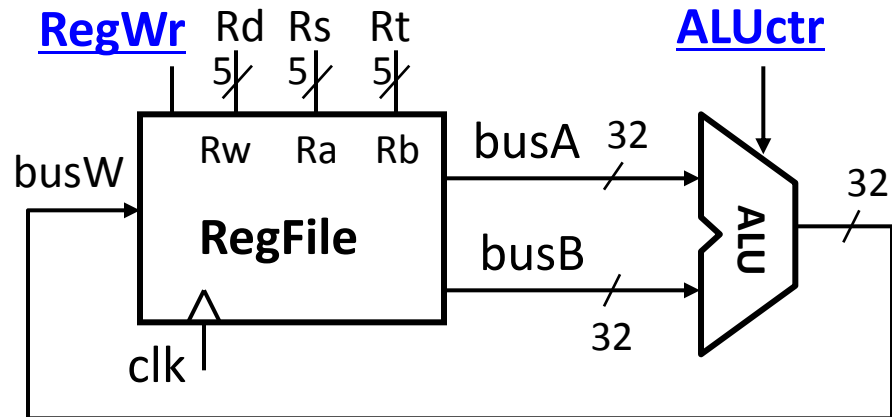 RegWr Rd Rs Rt ALUctr
5 5 5
Rw Ra Rb
busW
busA 32
32
RegFile
ALU
busB
32
clk